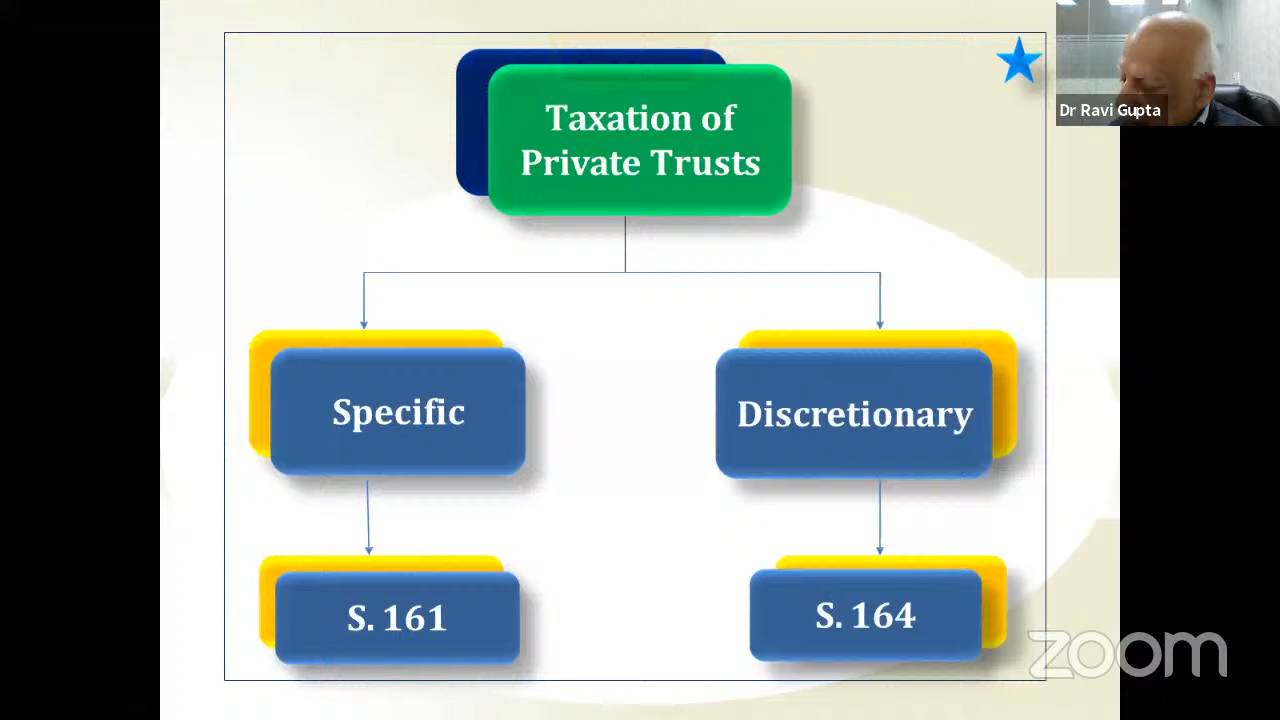 Taxation of
Private Trusts
Dr Ravi Gupta
Specific
Discretionary
S. 161
S. 164
zoom